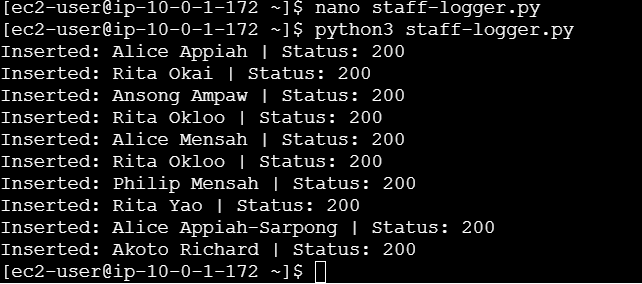 [ec2-user@ip-10-0-1-172 ~]$ nano staff-logger.py
[ec2-user@ip-10-0-1-172 ~]$ python3 staff-logger.py
Inserted: Alice Appiah | Status: 200
Inserted: Rita Okai | Status: 200
Inserted: Ansong Ampaw | Status: 200
Inserted: Rita Okloo | Status: 200
Inserted: Alice Mensah | Status: 200
Inserted: Rita Okloo | Status: 200
Inserted: Philip Mensah | Status: 200
Inserted: Rita Yao | Status: 200
Inserted: Alice Appiah-Sarpong | Status: 200
Inserted: Akoto Richard | Status: 200
[ec2-user@ip-10-0-1-172 ~]$